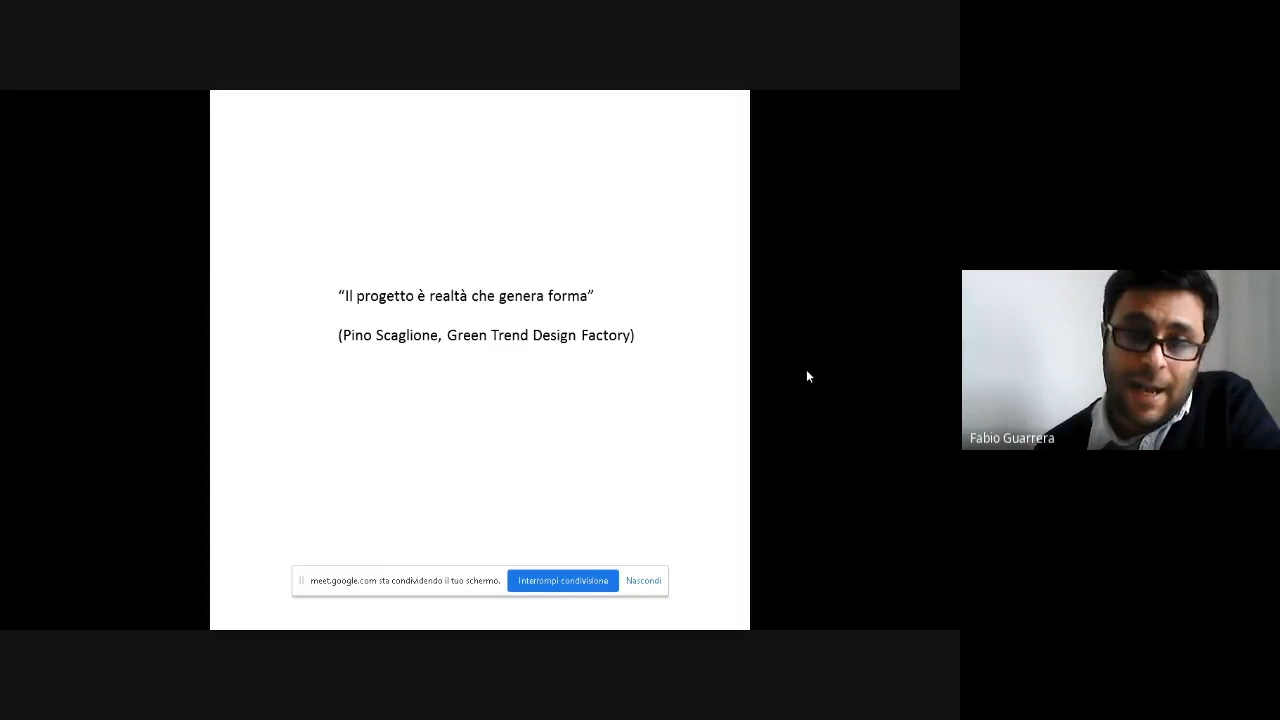 “Il progetto è realtà che genera forma”
(Pino Scaglione, Green Trend Design Factory)
Fabio Guarrera
meet.google.com sta condividendo il tuo schermo. Interrompi condivisione Nascondi